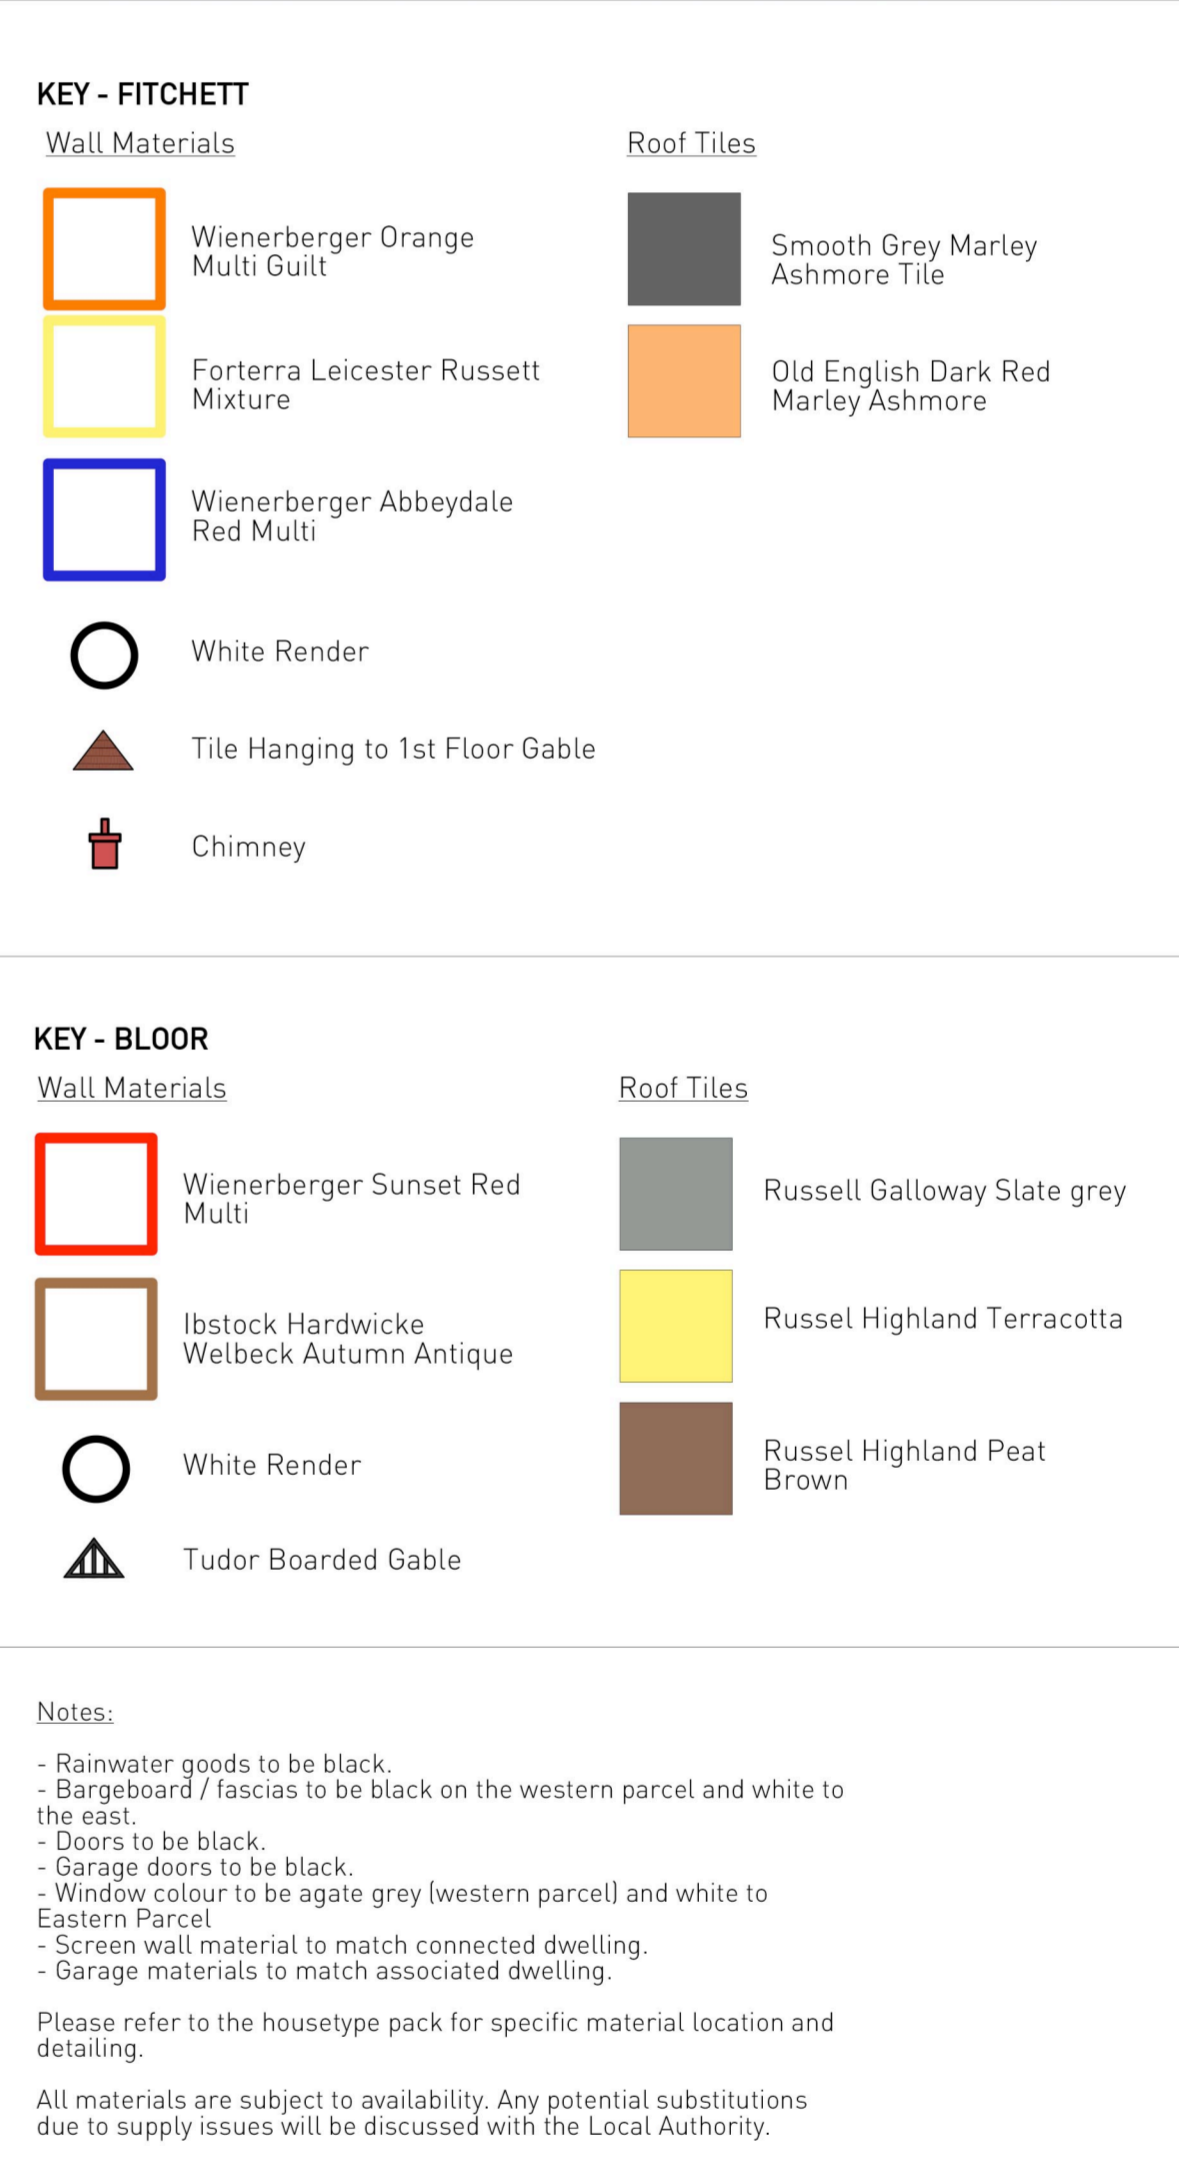 KEY - FITCHETT
Wall Materials
Wienerberger Orange
Multi Guilt
Forterra Leicester Russett
Mixture
Wienerberger Abbeydale
Red Multi
White Render
Tile Hanging to 1st Floor Gable
Chimney
Roof Tiles
Smooth Grey Marley
Ashmore Tile
Old English Dark Red
Marley Ashmore
KEY - BLOOR
Wall Materials
Wienerberger Sunset Red
Multi
Ibstock Hardwicke
Welbeck Autumn Antique
White Render
Tudor Boarded Gable
Roof Tiles
Russell Galloway Slate grey
Russel Highland Terracotta
Russel Highland Peat
Brown
Notes:
- Rainwater goods to be black.
- Bargeboard / fascias to be black on the western parcel and white to
the east.
- Doors to be black.
- Garage doors to be black.
- Window colour to be agate grey (western parcel) and white to
Eastern Parcel
- Screen wall material to match connected dwelling.
- Garage materials to match associated dwelling.
Please refer to the housetype pack for specific material location and
detailing.
All materials are subject to availability. Any potential substitutions
due to supply issues will be discussed with the Local Authority.